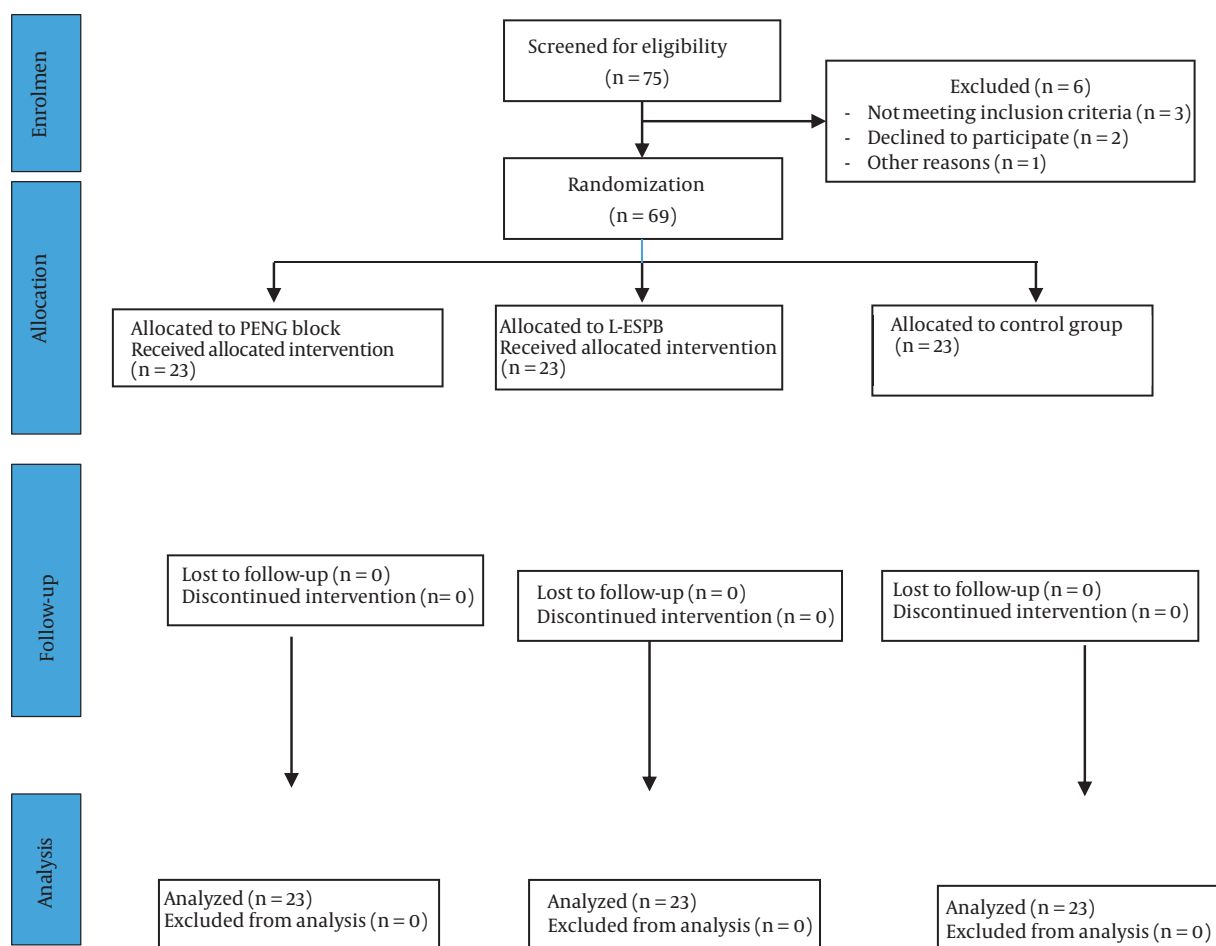 Enrolmen
Screened for eligibility
(n = 75)
Excluded (n = 6)
- Not meeting inclusion criteria (n = 3)
- Declined to participate (n = 2)
- Other reasons (n = 1)
Allocation
Randomization
(n = 69)
Allocated to PENG block
Received allocated intervention
(n = 23)
Allocated to L-ESPB
Received allocated intervention
(n = 23)
Allocated to control group
(n = 23)
Follow-up
Lost to follow-up (n = 0)
Discontinued intervention (n= 0)
Lost to follow-up (n = 0)
Discontinued intervention (n = 0)
Lost to follow-up (n = 0)
Discontinued intervention (n = 0)
Analysis
Analyzed (n = 23)
Excluded from analysis (n = 0)
Analyzed (n = 23)
Excluded from analysis (n = 0)
Analyzed (n = 23)
Excluded from analysis (n = 0)